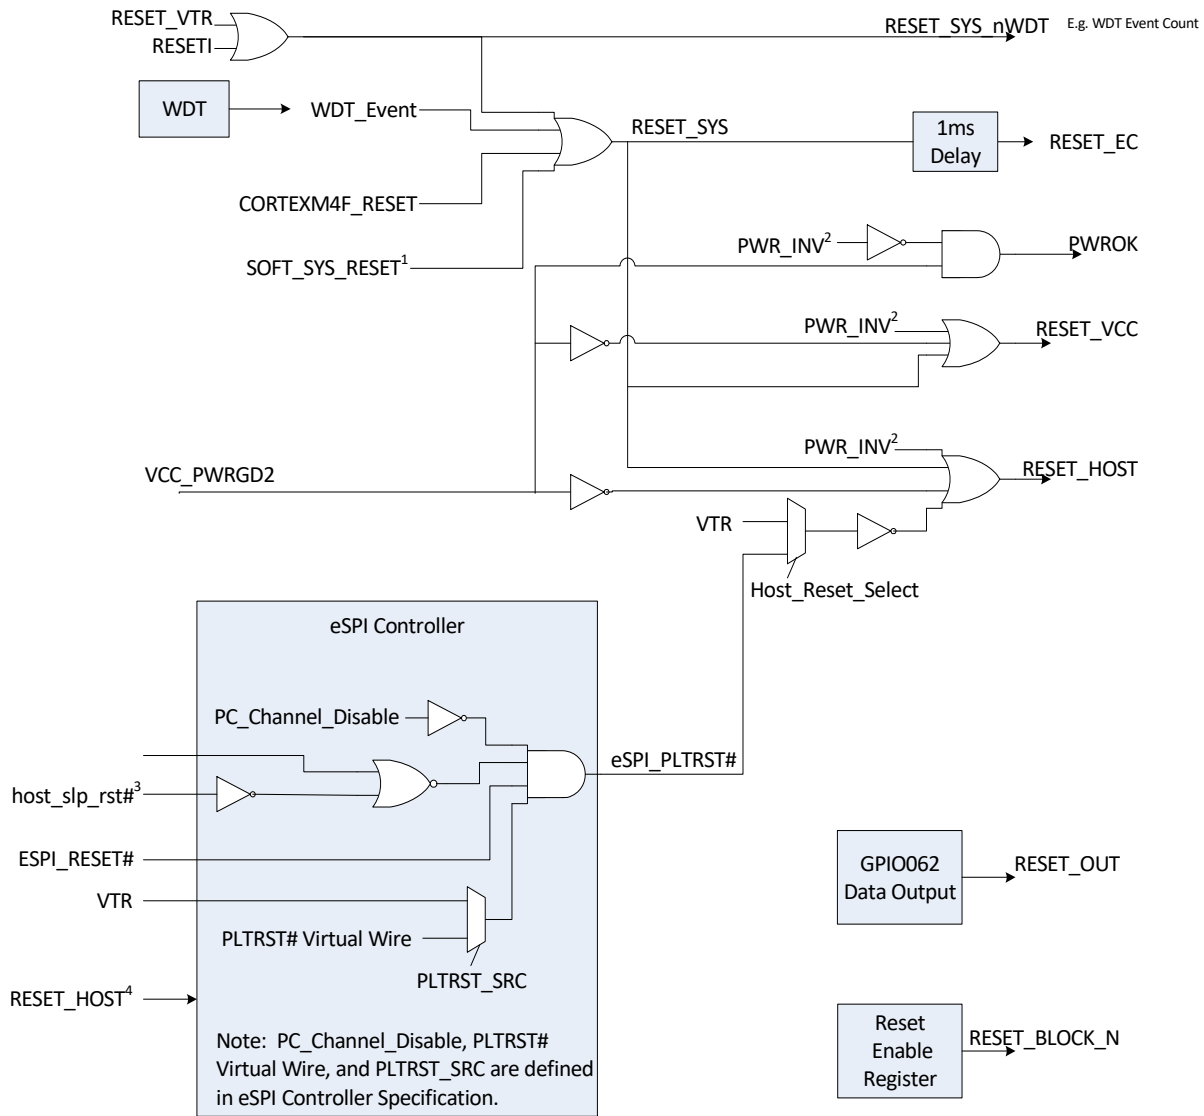 RESET_VTR
RESETI
RESET_SYS_nWDT
E.g. WDT Event Count
WDT
WDT_Event
RESET_SYS
1ms
Delay
RESET_EC
CORTEXM4F_RESET
SOFT_SYS_RESET1
PWR_INV2
PWROK
PWR_INV2
RESET_VCC
PWR_INV2
RESET_HOST
VCC_PWRGD2
VTR
Host_Reset_Select
eSPI Controller
PC_Channel_Disable
eSPI_PLTRST#
host_slp_rst#3
ESPI_RESET#
VTR
PLTRST# Virtual Wire
PLTRST_SRC
RESET_HOST4
Note: PC_Channel_Disable, PLTRST#
Virtual Wire, and PLTRST_SRC are defined
in eSPI Controller Specification.
GPIO062
Data Output
RESET_OUT
Reset
Enable
Register
RESET_BLOCK_N